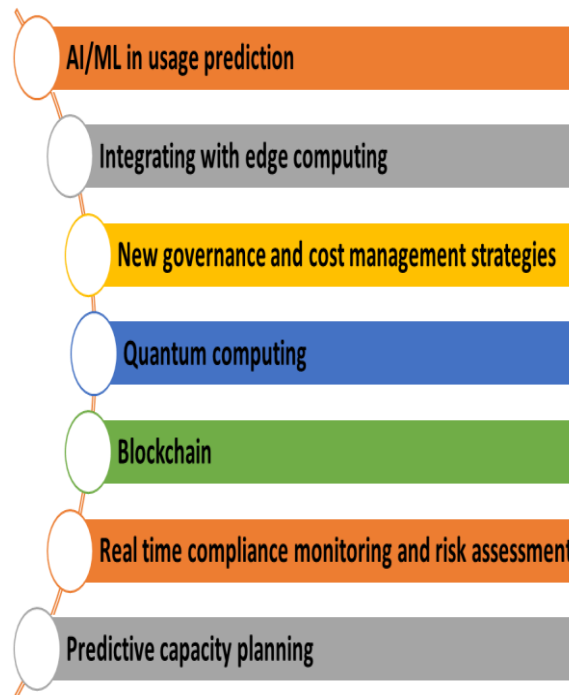 AI/ML in usage prediction
Integrating with edge computing
New governance and cost management strategies
Quantum computing
Blockchain
Real time compliance monitoring and risk assessment
Predictive capacity planning